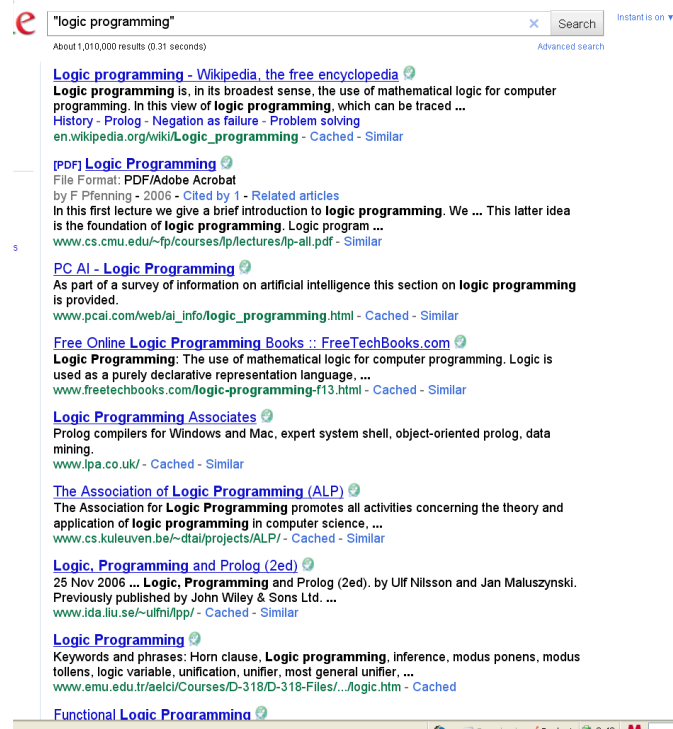 e "logic programming" × Search Instant is on ▼
About 1,010,000 results (0.31 seconds) Advanced search
Logic programming - Wikipedia, the free encyclopedia
Logic programming is, in its broadest sense, the use of mathematical logic for computer
programming. In this view of logic programming, which can be traced ...
History - Prolog - Negation as failure - Problem solving
en.wikipedia.org/wiki/Logic_programming - Cached - Similar
[PDF] Logic Programming
File Format: PDF/Adobe Acrobat
by F Pfenning - 2006 - Cited by 1 - Related articles
In this first lecture we give a brief introduction to logic programming. We ... This latter idea
is the foundation of logic programming. Logic program ...
www.cs.cmu.edu/~fp/courses/lp/lectures/lp-all.pdf - Similar
s
PC AI - Logic Programming
As part of a survey of information on artificial intelligence this section on logic programming
is provided.
www.pcai.com/web/ai_info/logic_programming.html - Cached - Similar
Free Online Logic Programming Books :: FreeTechBooks.com
Logic Programming: The use of mathematical logic for computer programming. Logic is
used as a purely declarative representation language, ...
www.freetechbooks.com/logic-programming-f13.html - Cached - Similar
Logic Programming Associates
Prolog compilers for Windows and Mac, expert system shell, object-oriented prolog, data
mining.
www.lpa.co.uk/ - Cached - Similar
The Association of Logic Programming (ALP)
The Association for Logic Programming promotes all activities concerning the theory and
application of logic programming in computer science, ...
www.cs.kuleuven.be/~dtai/projects/ALP/ - Cached - Similar
Logic, Programming and Prolog (2ed)
25 Nov 2006 ... Logic, Programming and Prolog (2ed). by Ulf Nilsson and Jan Maluszynski.
Previously published by John Wiley & Sons Ltd. ...
www.ida.liu.se/~ulfni/lpp/ - Cached - Similar
Logic Programming
Keywords and phrases: Horn clause, Logic programming, inference, modus ponens, modus
tollens, logic variable, unification, unifier, most general unifier, ...
www.emu.edu.tr/aelci/Courses/D-318/D-318-Files/.../logic.htm - Cached
Functional Logic Programming